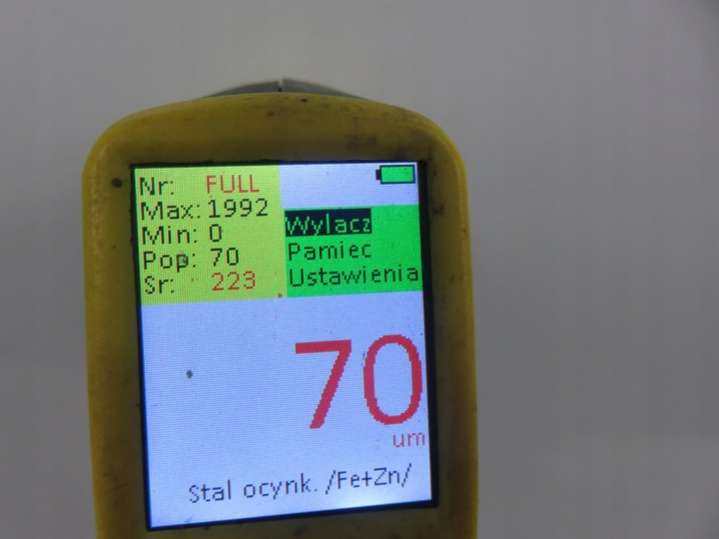 Nr: FULL
Max: 1992
Min: 0
Pop: 70
Sr: 223
Wylacz
Pamiec
Ustawienia
70
um
Stal ocynk. /Fe+Zn/